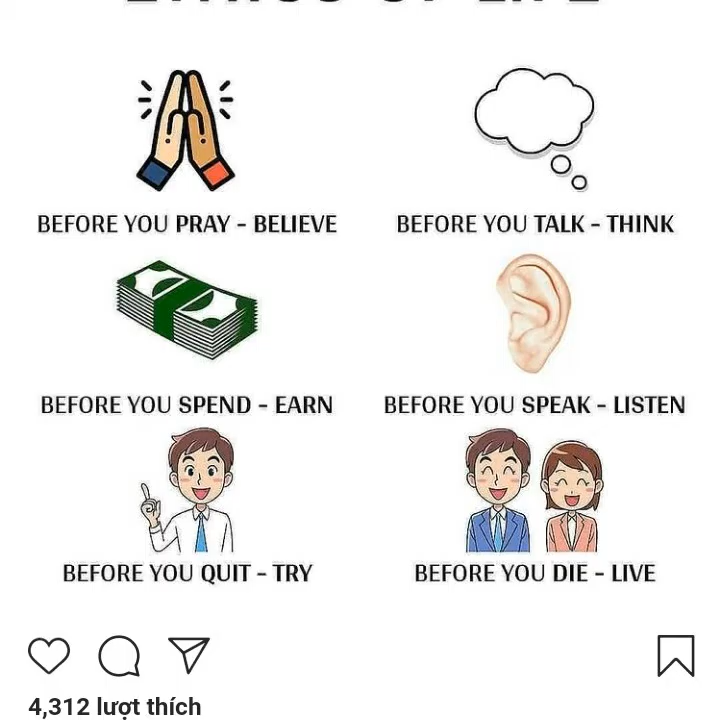 BEFORE YOU PRAY - BELIEVE
BEFORE YOU TALK - THINK
BEFORE YOU SPEND - EARN
BEFORE YOU SPEAK - LISTEN
BEFORE YOU QUIT - TRY
BEFORE YOU DIE - LIVE
4,312 lượt thích